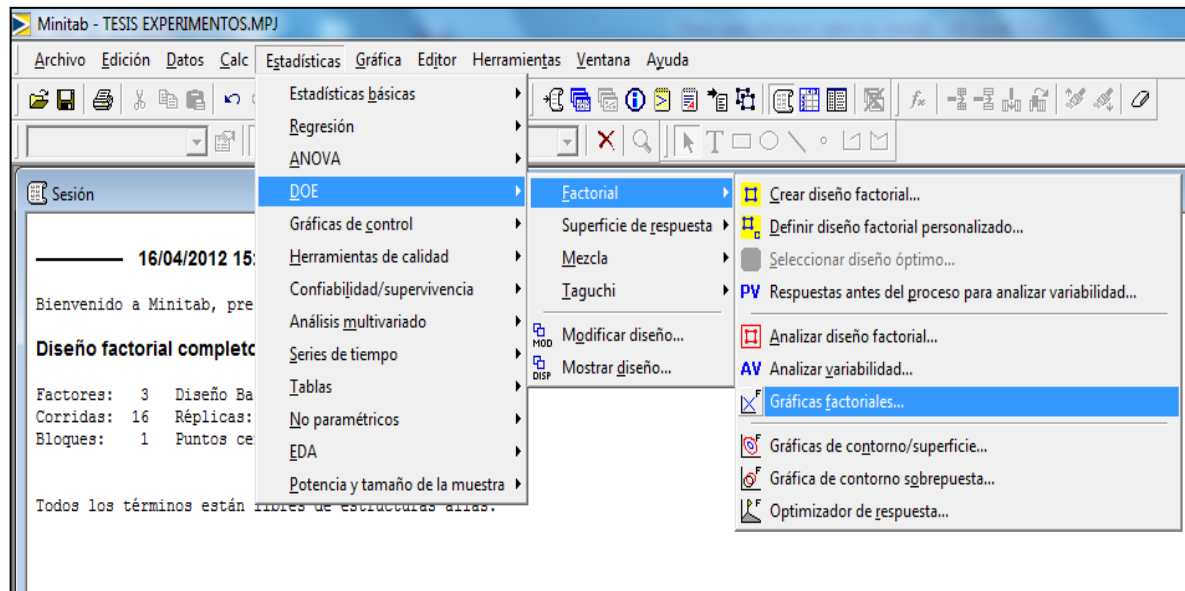 Minitab - TESIS EXPERIMENTOS.MPJ
Archivo Edición Datos Calc Estadísticas Gráfica Editor Herramientas Ventana Ayuda
Sesión
16/04/2012 15:
Bienvenido a Minitab, pre
Diseño factorial completo
Factores: 3 Diseño Ba
Corridas: 16 Réplicas:
Bloques: 1 Puntos ce
Todos los términos están libres de estructuras alias.
Estadísticas básicas
Regresión
ANOVA
DOE
Gráficas de control
Herramientas de calidad
Confiabilidad/supervivencia
Análisis multivariado
Series de tiempo
Tablas
No paramétricos
EDA
Potencia y tamaño de la muestra
Factorial
Superficie de respuesta
Mezcla
Taguchi
MOD Modificar diseño...
DISP Mostrar diseño...
Crear diseño factorial...
Definir diseño factorial personalizado...
Seleccionar diseño óptimo...
PV Respuestas antes del proceso para analizar variabilidad...
Analizar diseño factorial...
AV Analizar variabilidad...
Gráficas factoriales...
Gráficas de contorno/superficie...
Gráfica de contorno sobrepuesta...
Optimizador de respuesta...